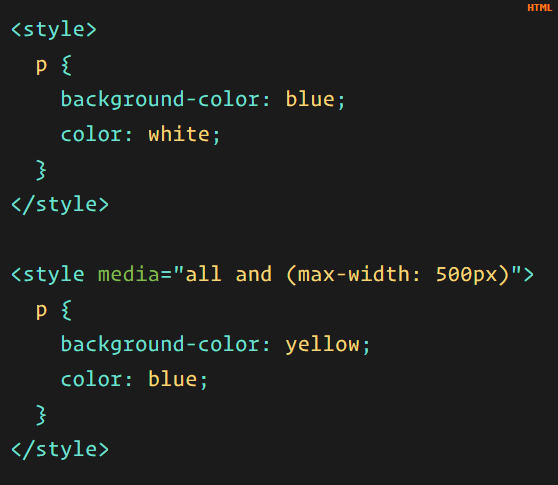 HTML
<style>
  p {
    background-color: blue;
    color: white;
  }
</style>

<style media="all and (max-width: 500px)">
  p {
    background-color: yellow;
    color: blue;
  }
</style>